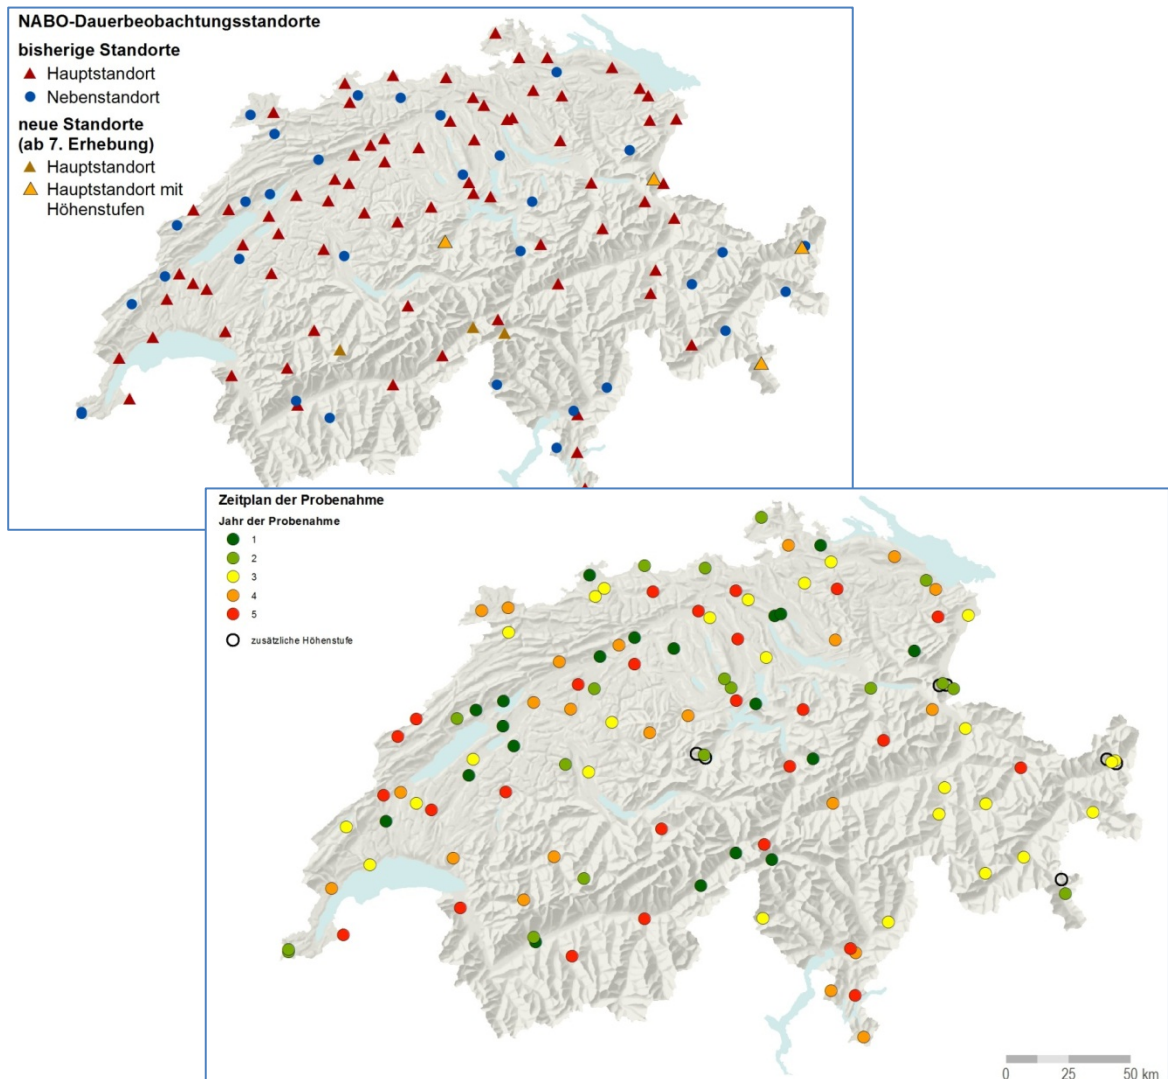 NABO-Dauerbeobachtungsstandorte
bisherige Standorte
Hauptstandort
Nebenstandort
neue Standorte
(ab 7. Erhebung)
Hauptstandort
Hauptstandort mit
Höhenstufen
Zeitplan der Probenahme
Jahr der Probenahme
1
2
3
4
5
zusätzliche Höhenstufe
0 25 50 km